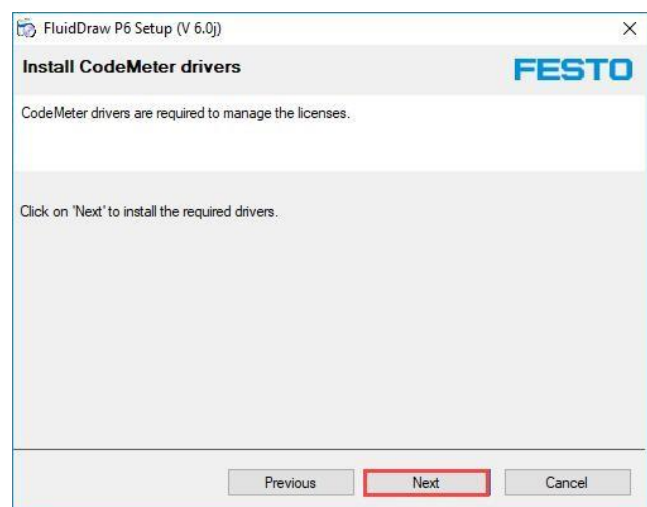 FluidDraw P6 Setup (V 6.0j)
Install CodeMeter drivers
FESTO
CodeMeter drivers are required to manage the licenses.
Click on 'Next' to install the required drivers.
Previous Next Cancel